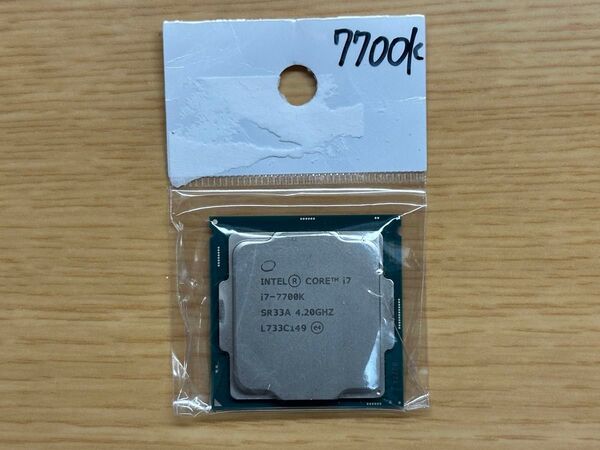 7700k
INTEL® CORE™ i7
i7-7700K
SR33A 4.20GHZ
L733C149 e4